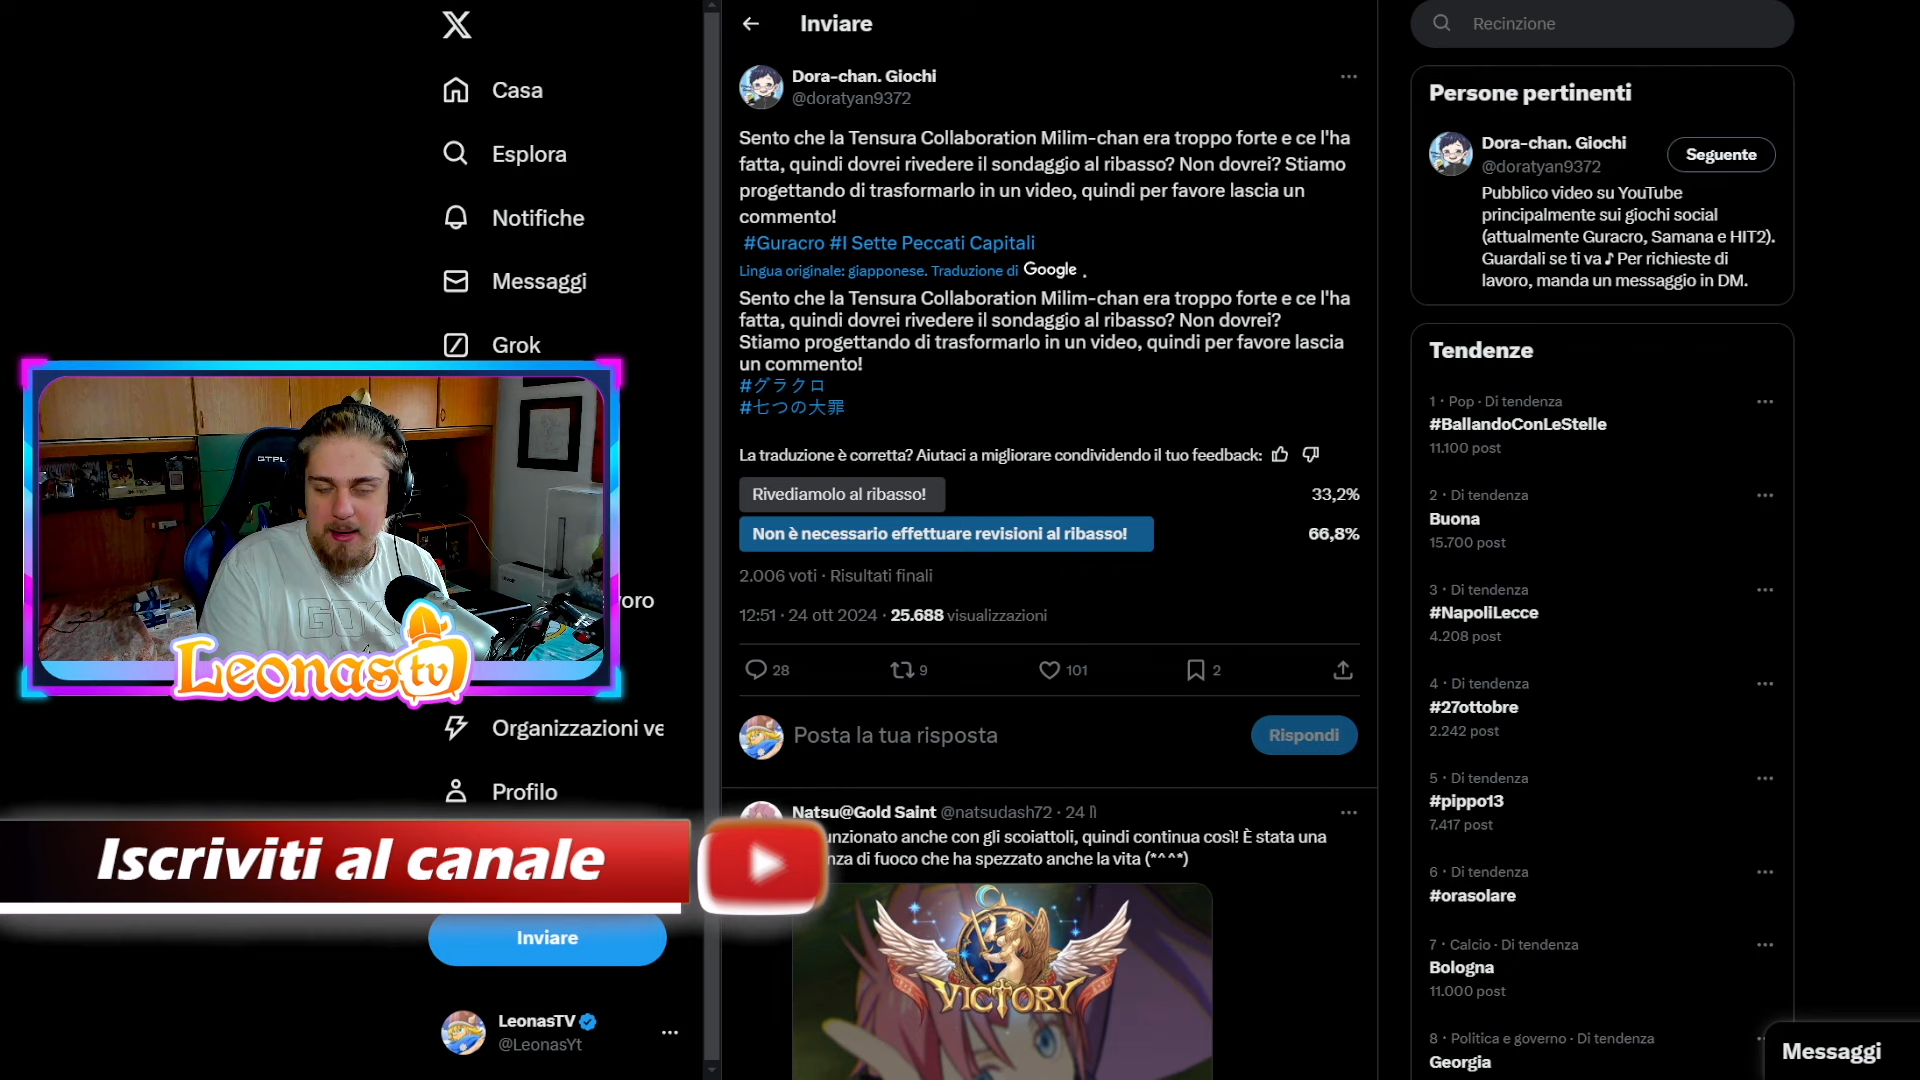 Casa
Esplora
Notifiche
Messaggi
Grok
voro
Organizzazioni ve
Profilo
Inviare
LeonasTV
@LeonasYt
GTPL
Leonas tv
Iscriviti al canale
Inviare
Dora-chan. Giochi
@doratyan9372
Sento che la Tensura Collaboration Milim-chan era troppo forte e ce l'ha
fatta, quindi dovrei rivedere il sondaggio al ribasso? Non dovrei? Stiamo
progettando di trasformarlo in un video, quindi per favore lascia un
commento!
#Guracro #I Sette Peccati Capitali
Lingua originale: giapponese. Traduzione di Google .
Sento che la Tensura Collaboration Milim-chan era troppo forte e ce l'ha
fatta, quindi dovrei rivedere il sondaggio al ribasso? Non dovrei?
Stiamo progettando di trasformarlo in un video, quindi per favore lascia
un commento!
#グラクロ
#七つの大罪
La traduzione è corretta? Aiutaci a migliorare condividendo il tuo feedback:
Rivediamolo al ribasso! 33,2%
Non è necessario effettuare revisioni al ribasso! 66,8%
2.006 voti · Risultati finali
12:51 · 24 ott 2024 · 25.688 visualizzazioni
28 9 101 2
Posta la tua risposta
Rispondi
Natsu@Gold Saint @natsudash72 · 24 lì
unzionato anche con gli scoiattoli, quindi continua così! È stata una
nza di fuoco che ha spezzato anche la vita (*^^*)
VICTORY
Recinzione
Persone pertinenti
Dora-chan. Giochi
@doratyan9372
Seguente
Pubblico video su YouTube
principalmente sui giochi social
(attualmente Guracro, Samana e HIT2).
Guardali se ti va♪ Per richieste di
lavoro, manda un messaggio in DM.
Tendenze
1 · Pop · Di tendenza
#BallandoConLeStelle
11.100 post
2 · Di tendenza
Buona
15.700 post
3 · Di tendenza
#NapoliLecce
4.208 post
4 · Di tendenza
#27ottobre
2.242 post
5 · Di tendenza
#pippo13
7.417 post
6 · Di tendenza
#orasolare
7 · Calcio · Di tendenza
Bologna
11.000 post
8 · Politica e governo · Di tendenza
Georgia
Messaggi